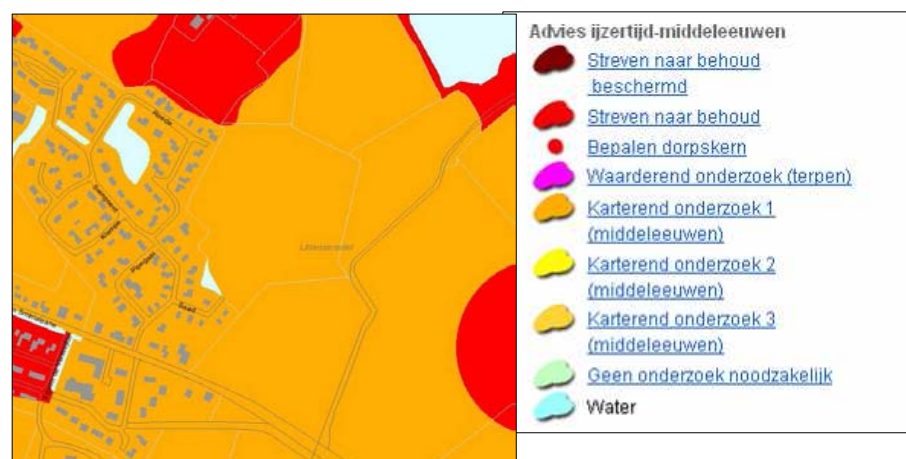 Advies ijzertijd-middeleeuwen
Streven naar behoud
beschermd
Streven naar behoud
Bepalen dorpskern
Waarderend onderzoek (terpen)
Karterend onderzoek 1
(middeleeuwen)
Karterend onderzoek 2
(middeleeuwen)
Karterend onderzoek 3
(middeleeuwen)
Geen onderzoek noodzakelijk
Water